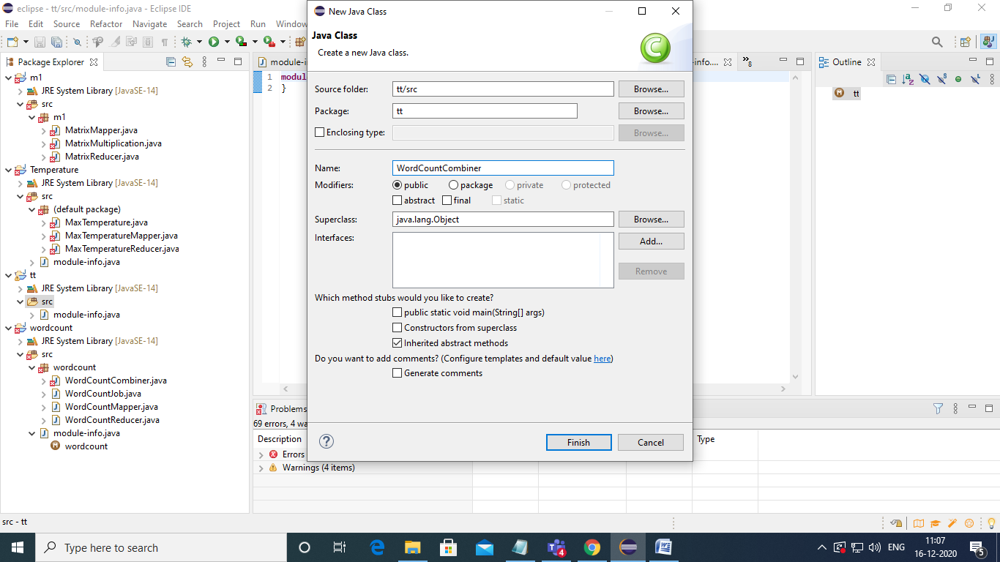 eclipse - tt/src/module-info.java - Eclipse IDE
File Edit Source Refactor Navigate Search Project Run Window
Package Explorer
m1
JRE System Library [JavaSE-14]
src
m1
MatrixMapper.java
MatrixMultiplication.java
MatrixReducer.java
Temperature
JRE System Library [JavaSE-14]
src
(default package)
MaxTemperature.java
MaxTemperatureMapper.java
MaxTemperatureReducer.java
module-info.java
tt
JRE System Library [JavaSE-14]
src
module-info.java
wordcount
JRE System Library [JavaSE-14]
src
wordcount
WordCountCombiner.java
WordCountJob.java
WordCountMapper.java
WordCountReducer.java
module-info.java
wordcount
module-i
1 modul
2 }
New Java Class
Java Class
Create a new Java class.
Source folder: tt/src Browse...
Package: tt Browse...
Enclosing type: Browse...
Name: WordCountCombiner
Modifiers: public package private protected
abstract final static
Superclass: java.lang.Object Browse...
Interfaces: Add...
Remove
Which method stubs would you like to create?
public static void main(String[] args)
Constructors from superclass
Inherited abstract methods
Do you want to add comments? (Configure templates and default value here)
Generate comments
Finish Cancel
-info.... 8
Outline
tt
Problems
69 errors, 4 wa
Description Type
Errors
Warnings (4 items)
src - tt
Type here to search
4
ENG
11:07
16-12-2020
5